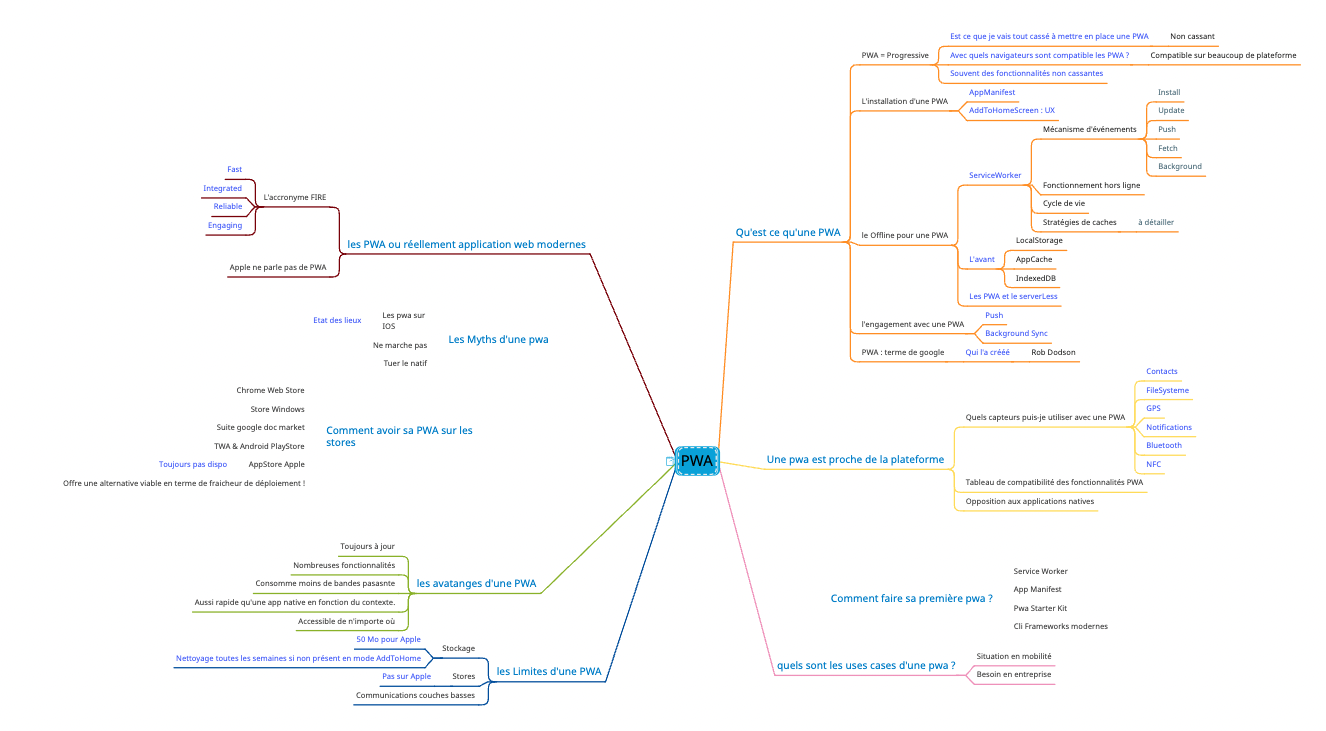 PWA
Qu'est ce qu'une PWA
PWA = Progressive
Est ce que je vais tout cassé à mettre en place une PWA
Non cassant
Avec quels navigateurs sont compatible les PWA ?
Compatible sur beaucoup de plateforme
Souvent des fonctionnalités non cassantes
L'installation d'une PWA
AppManifest
AddToHomeScreen : UX
le Offline pour une PWA
ServiceWorker
Mécanisme d'événements
Install
Update
Push
Fetch
Background
Fonctionnement hors ligne
Cycle de vie
Stratégies de caches
à détailler
L'avant
LocalStorage
AppCache
IndexedDB
Les PWA et le serverLess
l'engagement avec une PWA
Push
Background Sync
PWA : terme de google
Qui l'a crééé
Rob Dodson
Une pwa est proche de la plateforme
Quels capteurs puis-je utiliser avec une PWA
Contacts
FileSysteme
GPS
Notifications
Bluetooth
NFC
Tableau de compatibilité des fonctionnalités PWA
Opposition aux applications natives
Comment faire sa première pwa ?
Service Worker
App Manifest
Pwa Starter Kit
Cli Frameworks modernes
quels sont les uses cases d'une pwa ?
Situation en mobilité
Besoin en entreprise
les PWA ou réellement application web modernes
L'accronyme FIRE
Fast
Integrated
Reliable
Engaging
Apple ne parle pas de PWA
Les Myths d'une pwa
Les pwa sur
IOS
Etat des lieux
Ne marche pas
Tuer le natif
Comment avoir sa PWA sur les
stores
Chrome Web Store
Store Windows
Suite google doc market
TWA & Android PlayStore
AppStore Apple
Toujours pas dispo
Offre une alternative viable en terme de fraicheur de déploiement !
les avatanges d'une PWA
Toujours à jour
Nombreuses fonctionnalités
Consomme moins de bandes pasasnte
Aussi rapide qu'une app native en fonction du contexte.
Accessible de n'importe où
les Limites d'une PWA
Stockage
50 Mo pour Apple
Nettoyage toutes les semaines si non présent en mode AddToHome
Stores
Pas sur Apple
Communications couches basses